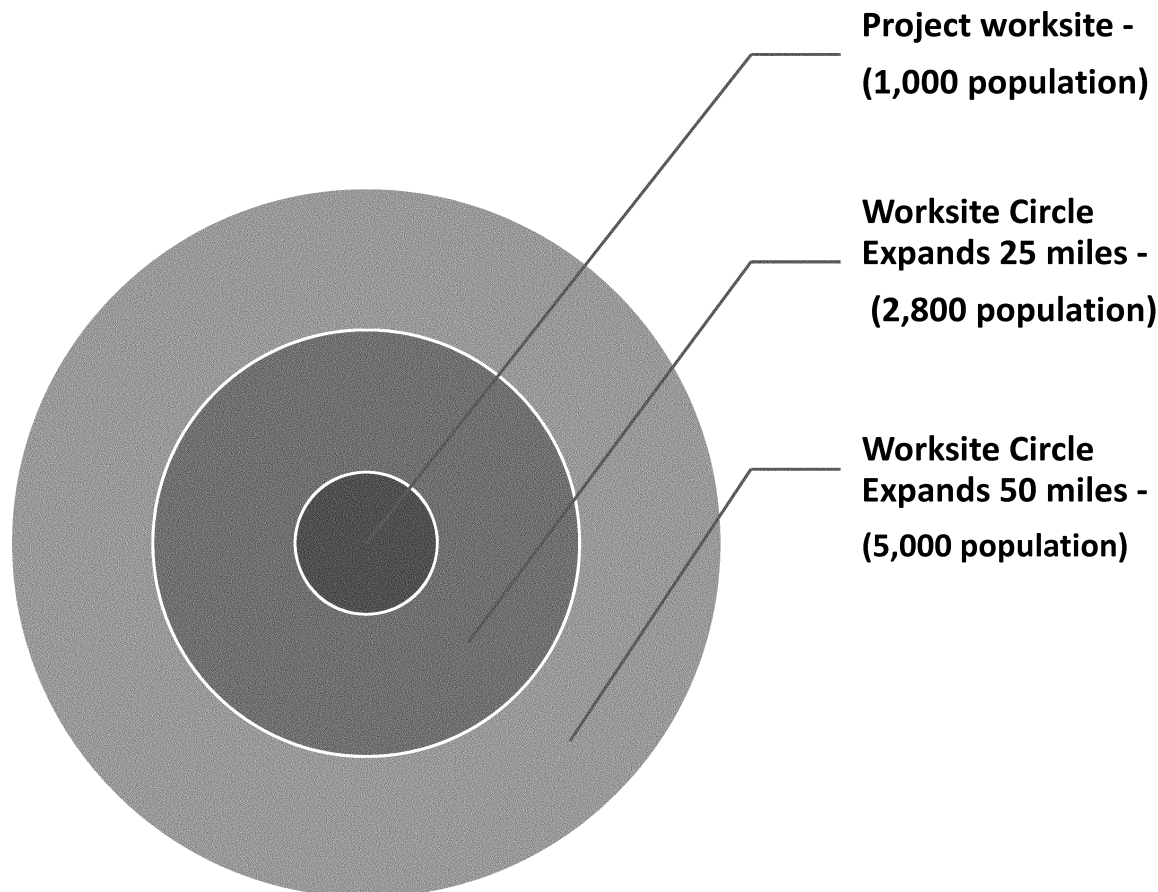 Project worksite -
(1,000 population)
Worksite Circle
Expands 25 miles -
(2,800 population)
Worksite Circle
Expands 50 miles -
(5,000 population)